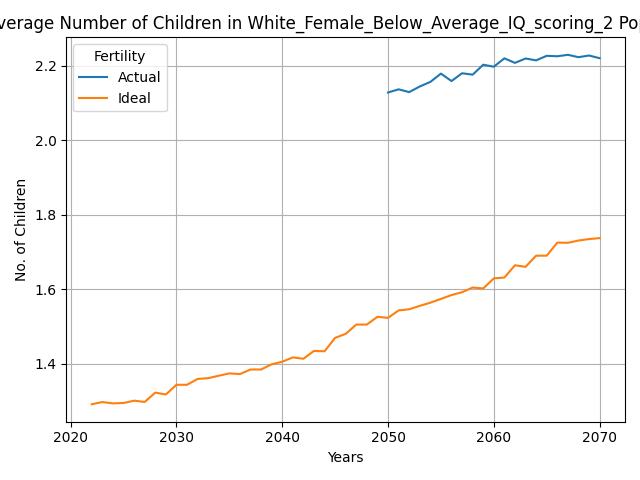 verage Number of Children in White_Female_Below_Average_IQ_scoring_2 Pop
Fertility
Actual
Ideal
No. of Children
2.2
2.0
1.8
1.6
1.4
2020 2030 2040 2050 2060 2070
Years